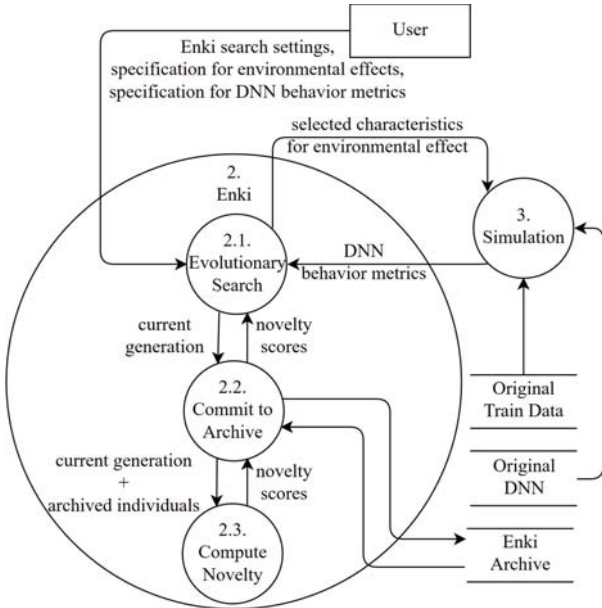 User
Enki search settings,
specification for environmental effects,
specification for DNN behavior metrics
selected characteristics
for environmental effect
2.
Enki
3.
Simulation
2.1.
Evolutionary
Search
DNN
behavior metrics
current
generation
novelty
scores
2.2.
Commit to
Archive
Original
Train Data
current generation
+
archived individuals
novelty
scores
Original
DNN
2.3.
Compute
Novelty
Enki
Archive